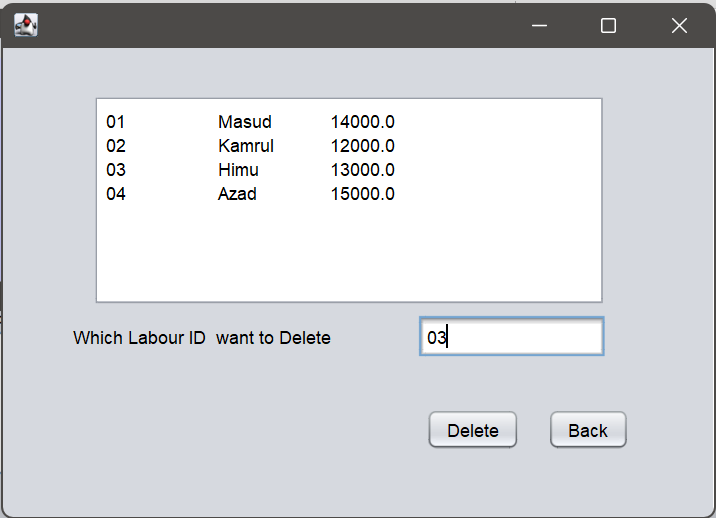 01 Masud 14000.0
02 Kamrul 12000.0
03 Himu 13000.0
04 Azad 15000.0
Which Labour ID  want to Delete 03
Delete Back